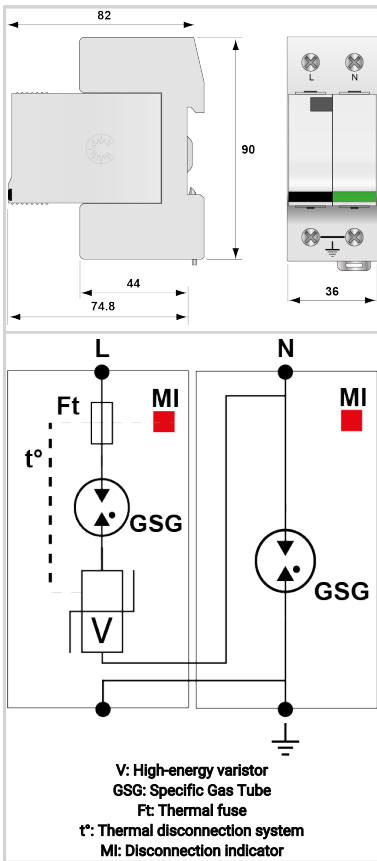 82
L N
90
44
74.8
36
L N
Ft MI MI
t°
GSG
GSG
V
V: High-energy varistor
GSG: Specific Gas Tube
Ft: Thermal fuse
t°: Thermal disconnection system
MI: Disconnection indicator